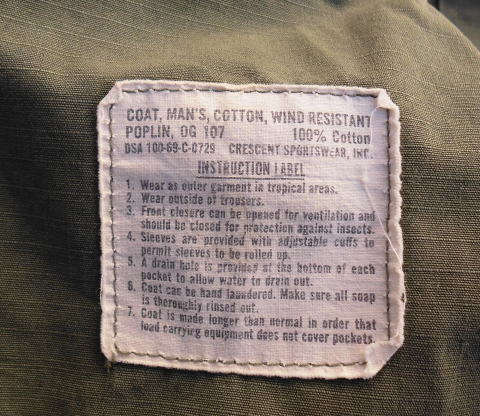 COAT, MAN'S, COTTON, WIND RESISTANT
POPLIN, OG 107 100% Cotton
DSA 100-69-C-0729 CRESCENT SPORTSWEAR, INC.
INSTRUCTION LABEL
1. Wear as outer garment in tropical areas.
2. Wear outside of trousers.
3. Front closure can be opened for ventilation and
should be closed for protection against insects.
4. Sleeves are provided with adjustable cuffs to
permit sleeves to be rolled up.
5. A drain hole is provided at the bottom of each
pocket to allow water to drain out.
6. Coat can be hand laundered. Make sure all soap
is thoroughly rinsed out.
7. Coat is made longer than normal in order that
load carrying equipment does not cover pockets.